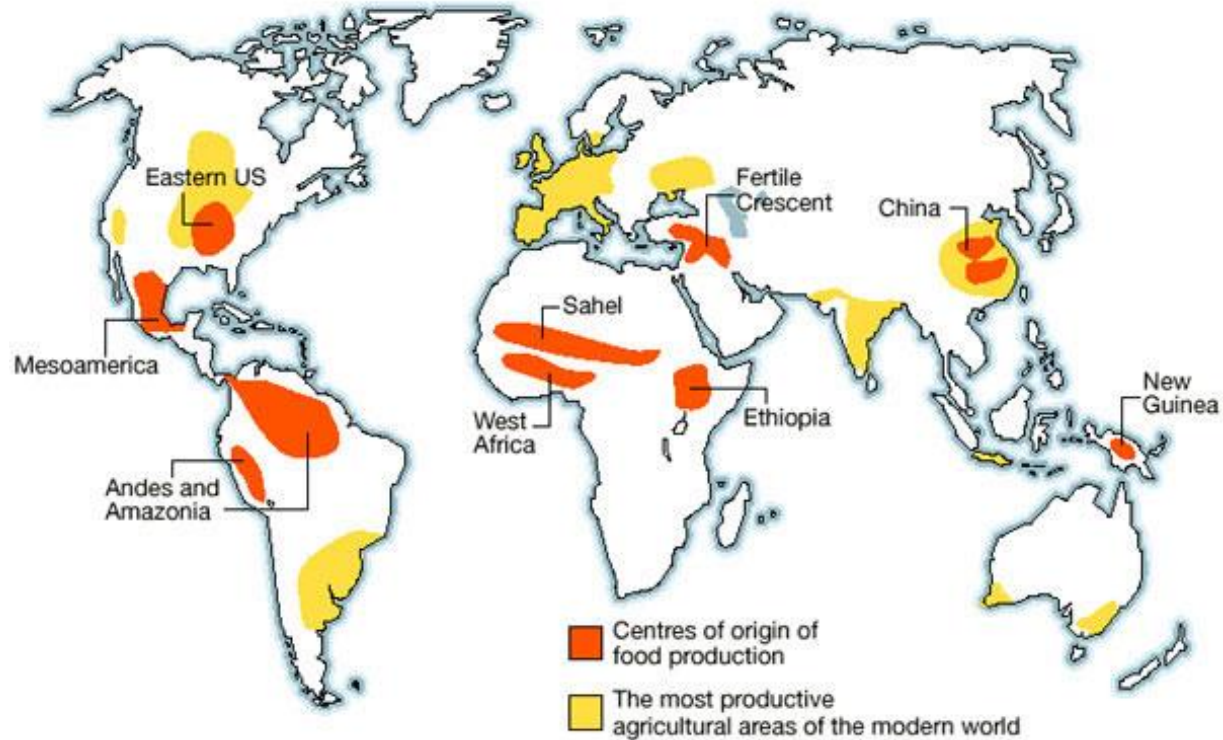 Eastern US
Fertile
Crescent
China
Sahel
Mesoamerica
West
Africa
Ethiopia
New
Guinea
Andes and
Amazonia
Centres of origin of
food production
The most productive
agricultural areas of the modern world